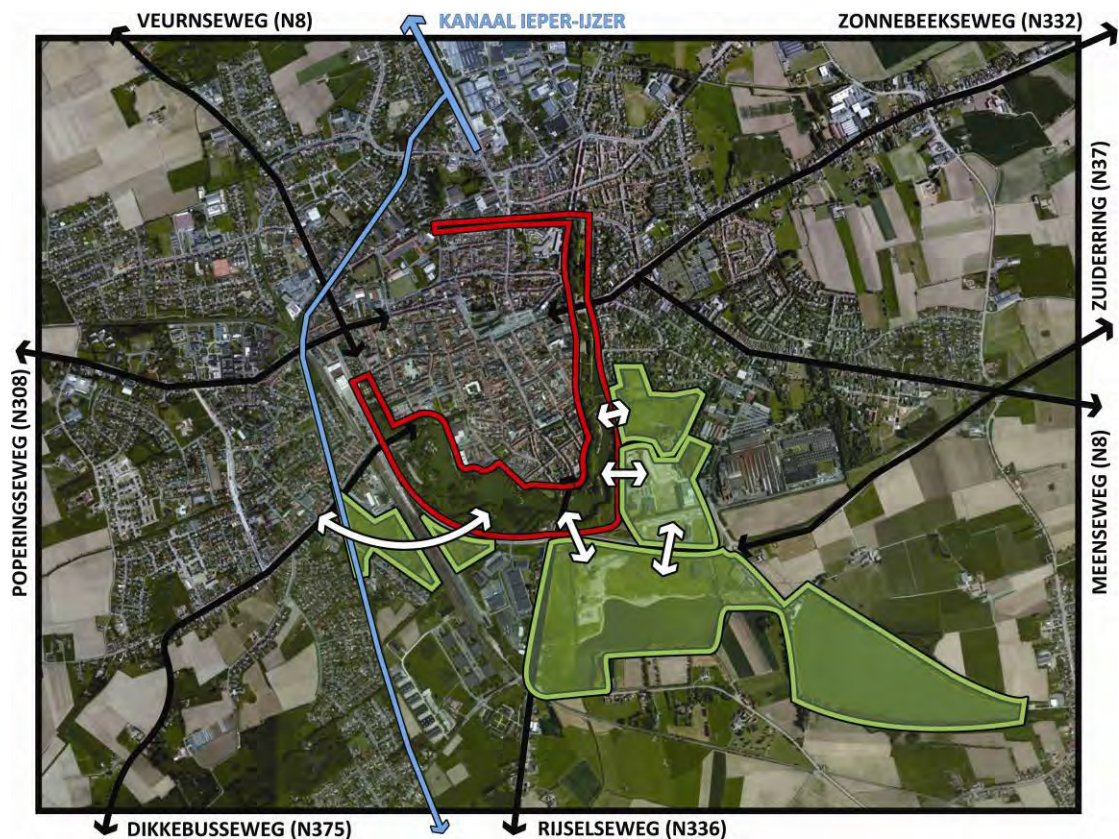 VEURNSEWEG (N8)
KANAAL IEPER-IJZER
ZONNEBEEKSEWEG (N332)
ZUIDERRING (N37)
POPERINGSEWEG (N308)
MEENSEWEG (N8)
DIKKEBUSSEWEG (N375)
RIJSELSEWEG (N336)